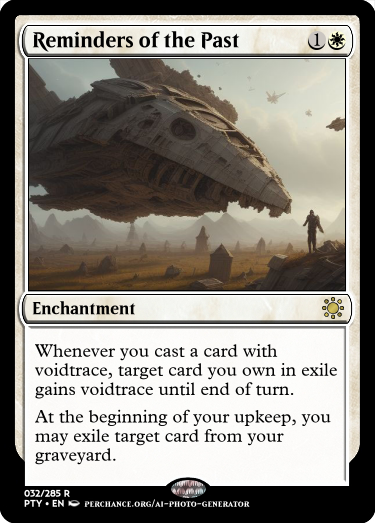 Reminders of the Past 1
Enchantment
Whenever you cast a card with
voidtrace, target card you own in exile
gains voidtrace until end of turn.
At the beginning of your upkeep, you
may exile target card from your
graveyard.
032/285 R
PTY • EN PERCHANCE.ORG/AI-PHOTO-GENERATOR